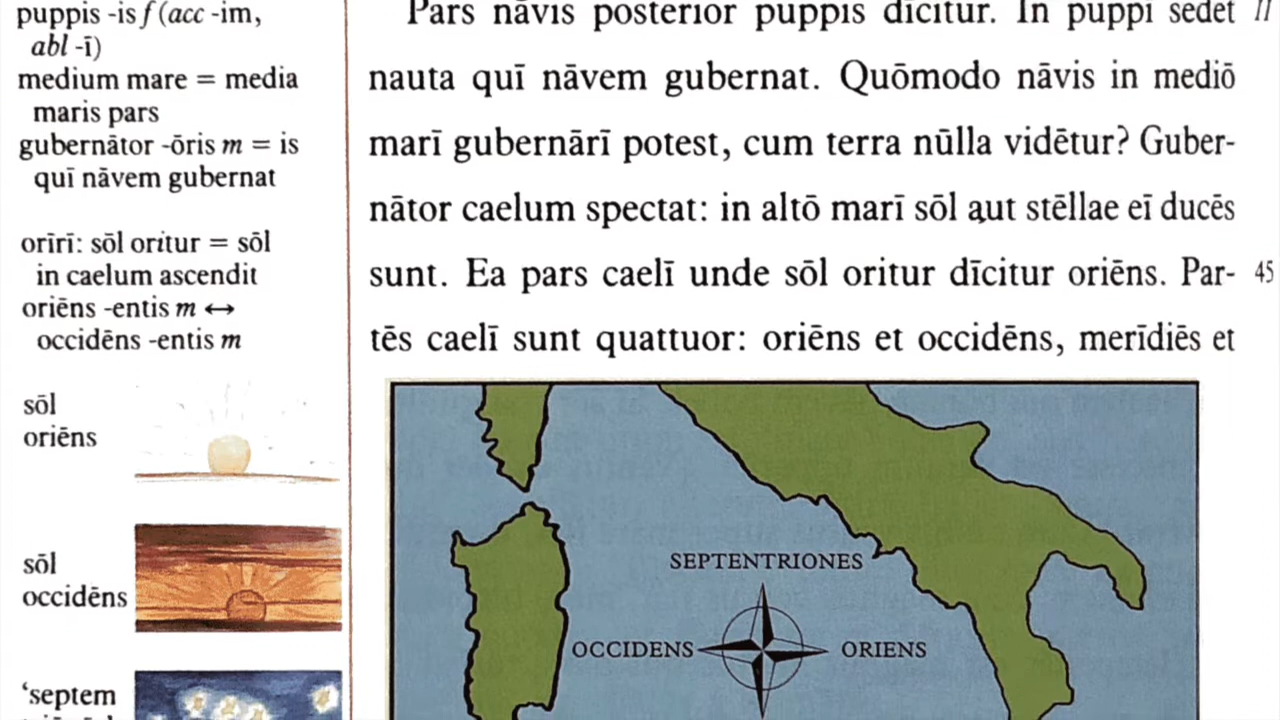 puppis -is f (acc -im,
abl -ī)
medium mare = media
maris pars
gubernātor -ōris m = is
quī nāvem gubernat
orīrī: sōl oritur = sōl
in caelum ascendit
oriēns -entis m ↔
occidēns -entis m
sōl
oriēns
sōl
occidēns
‘septem
Pars nāvis posterior puppis dīcitur. In puppī sedet
nauta quī nāvem gubernat. Quōmodo nāvis in mediō
marī gubernārī potest, cum terra nūlla vidētur? Guber-
nātor caelum spectat: in altō marī sōl aut stēllae eī ducēs
sunt. Ea pars caelī unde sōl oritur dīcitur oriēns. Par- 45
tēs caelī sunt quattuor: oriēns et occidēns, merīdiēs et
SEPTENTRIONES
OCCIDENS ORIENS